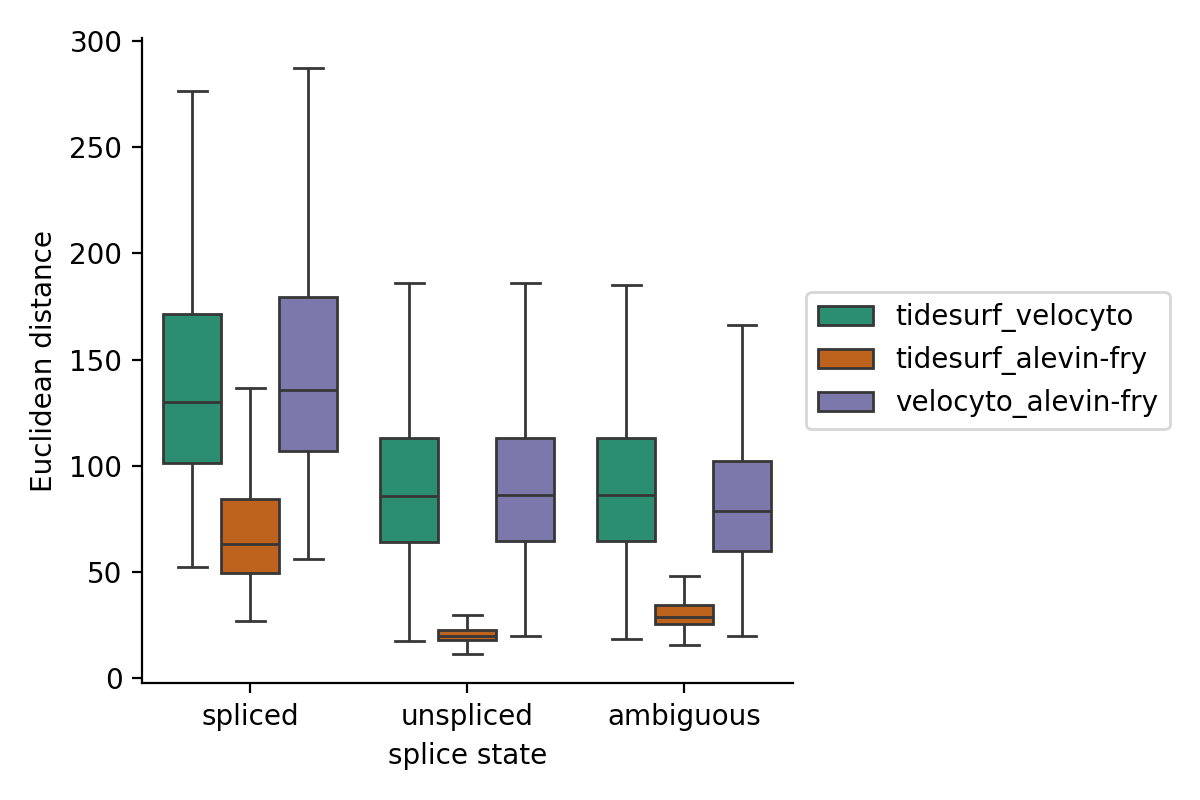 300
250
200
150
100
50
0
Euclidean distance
spliced
unspliced
ambiguous
splice state
tidesurf_velocyto
tidesurf_alevin-fry
velocyto_alevin-fry